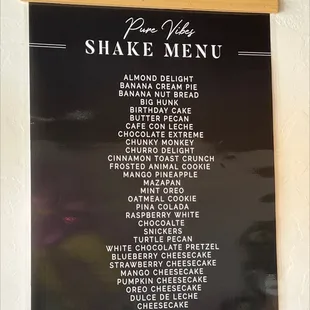 Pure Vibes
SHAKE MENU
ALMOND DELIGHT
BANANA CREAM PIE
BANANA NUT BREAD
BIG HUNK
BIRTHDAY CAKE
BUTTER PECAN
CAFE CON LECHE
CHOCOLATE EXTREME
CHUNKY MONKEY
CHURRO DELIGHT
CINNAMON TOAST CRUNCH
FROSTED ANIMAL COOKIE
MANGO PINEAPPLE
MAZAPAN
MINT OREO
OATMEAL COOKIE
PINA COLADA
RASPBERRY WHITE
CHOCOALTE
SNICKERS
TURTLE PECAN
WHITE CHOCOLATE PRETZEL
BLUEBERRY CHEESECAKE
STRAWBERRY CHEESECAKE
MANGO CHEESECAKE
PUMPKIN CHEESECAKE
OREO CHEESECAKE
DULCE DE LECHE
CHEESECAKE